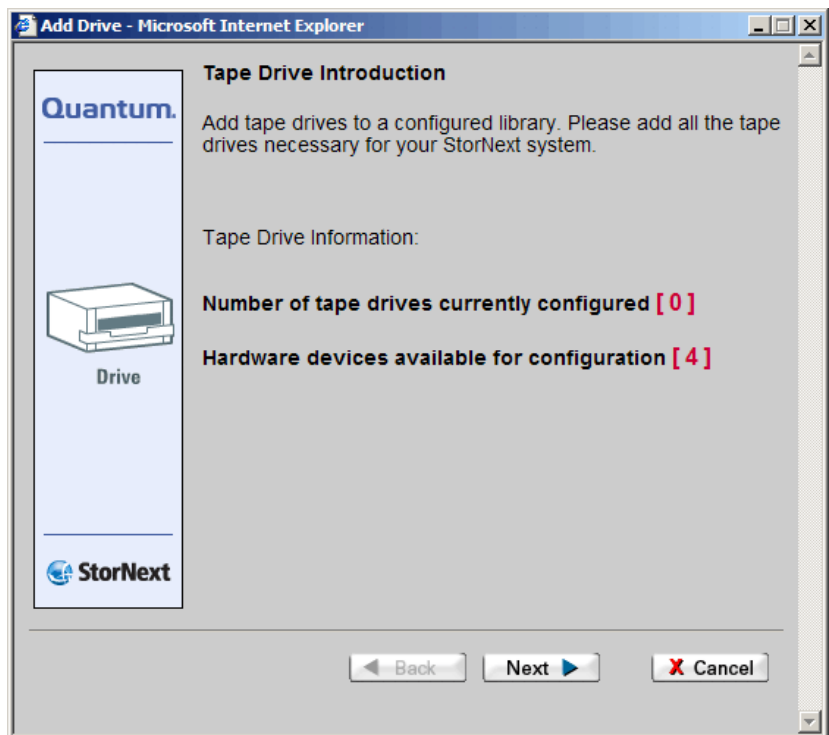 Add Drive - Microsoft Internet Explorer
Quantum.
Drive
StorNext
Tape Drive Introduction
Add tape drives to a configured library. Please add all the tape
drives necessary for your StorNext system.
Tape Drive Information:
Number of tape drives currently configured [ 0 ]
Hardware devices available for configuration [ 4 ]
Back
Next
X Cancel